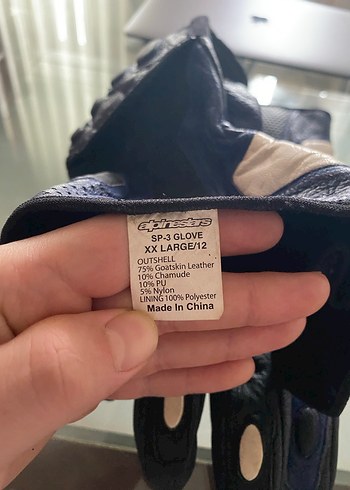 alpinestars
SP-3 GLOVE
XX LARGE/12
OUTSHELL
75% Goatskin Leather
10% Chamude
10% PU
5% Nylon
LINING 100% Polyester
Made In China